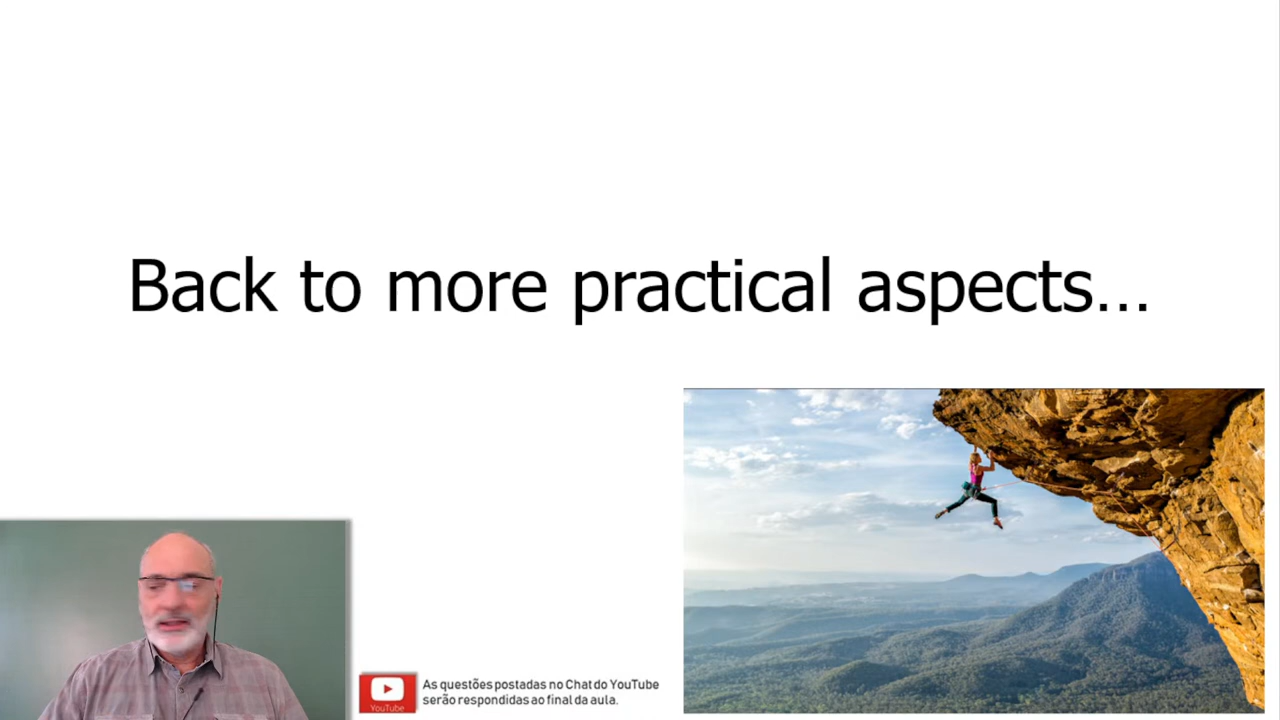 Back to more practical aspects...
As questões postadas no Chat do YouTube
serão respondidas ao final da aula.
YouTube